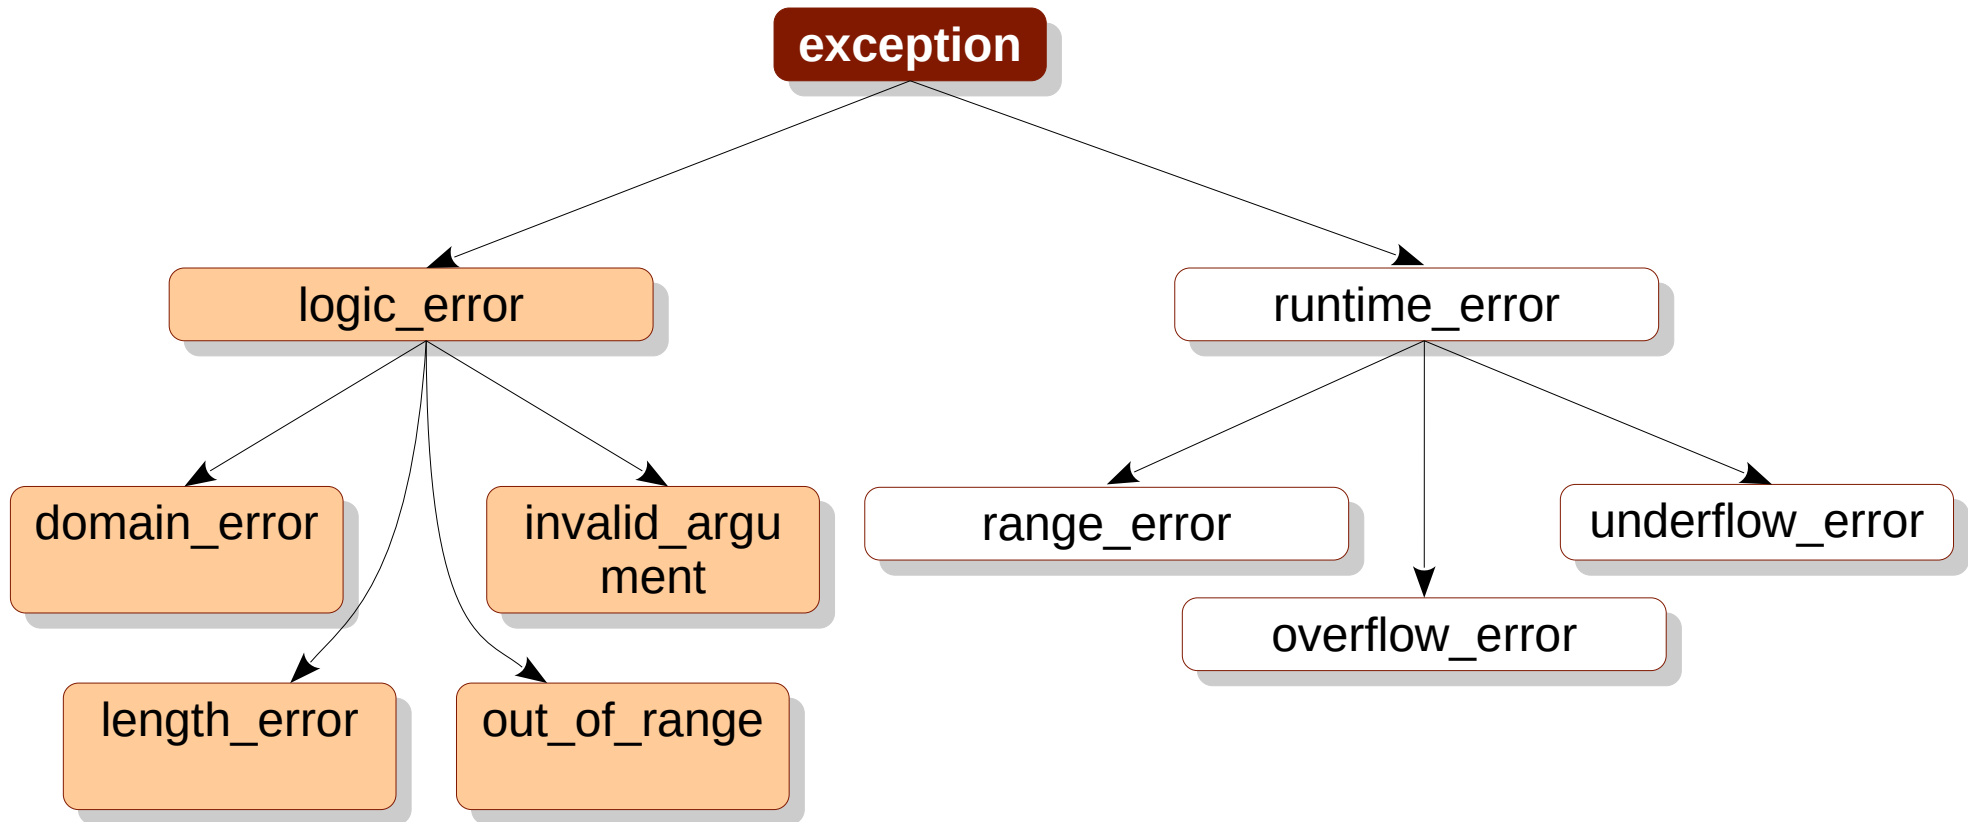 exception
logic_error
runtime_error
domain_error
invalid_argu
ment
range_error
underflow_error
overflow_error
length_error
out_of_range